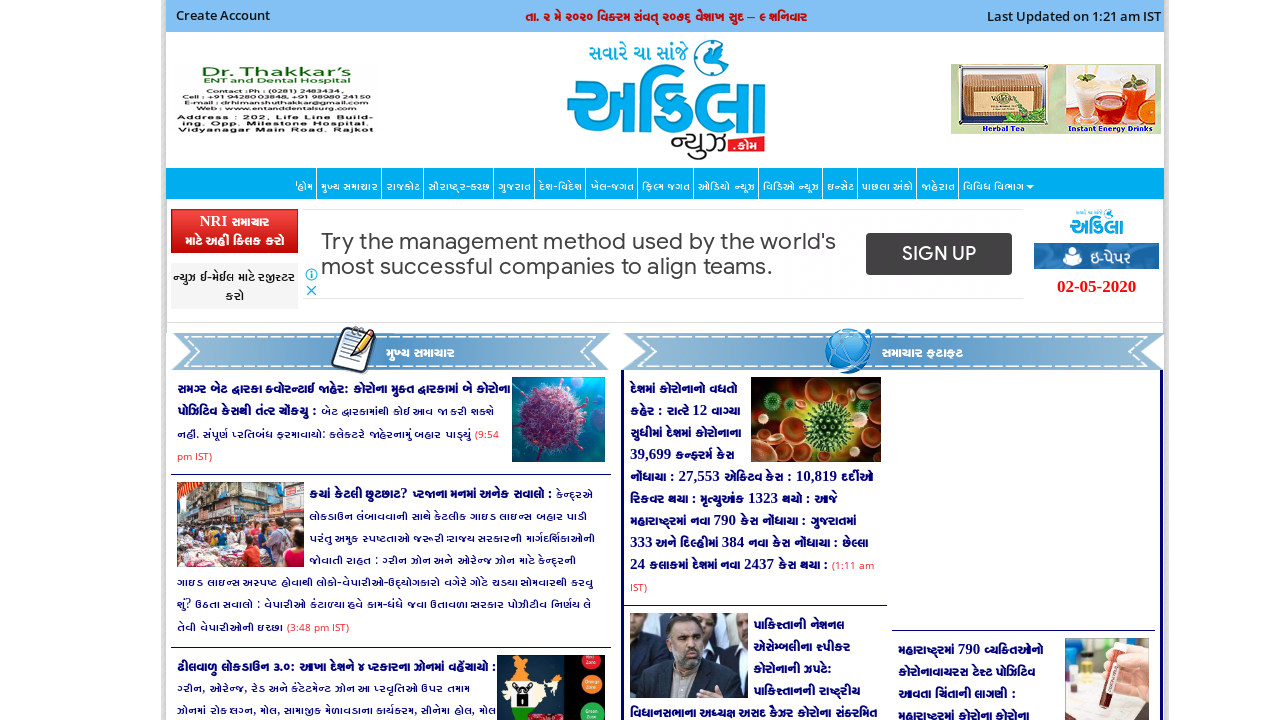 Create Account
તા. ૨ મે ૨૦૨૦ વિક્રમ સંવત્ ૨૦૭૬ વૈશાખ સુદ – ૯ શનિવાર
Last Updated on 1:21 am IST
Dr. Thakkar's
ENT and Dental Hospital
Contact :Ph : (0281) 2483434,
Cell : +91 9428003848, +91 98980 24150
E-mail : drhimanshuthakkar@gmail.com
Web : www.entanddentalsurg.com
Address : 202, Life Line Build-
ing, Opp. Milestone Hospital,
Vidyanagar Main Road, Rajkot
સવારે ચા સાંજે
અકિલા
ન્યુઝ .કોમ
Herbal Tea
Instant Energy Drinks
હોમ
મુખ્ય સમાચાર
રાજકોટ
સૌરાષ્ટ્ર-કચ્છ
ગુજરાત
દેશ-વિદેશ
ખેલ-જગત
ફિલ્મ જગત
ઓડિયો ન્યૂઝ
વિડિઓ ન્યૂઝ
ઇન્સેટ
પાછલા અંકો
જાહેરાત
વિવિધ વિભાગ
NRI સમાચાર
માટે અહી ક્લિક કરો
ન્યુઝ ઈ-મેઈલ માટે રજીસ્ટર
કરો
Try the management method used by the world's
most successful companies to align teams.
SIGN UP
અકિલા
ઇ-પેપર
02-05-2020
મુખ્ય સમાચાર
સમગ્ર બેટ દ્વારકા કવોરન્ટાઈ જાહેર: કોરોના મુક્ત દ્વારકામાં બે કોરોના
પોઝિટિવ કેસથી તંત્ર ચોંકયુ : બેટ દ્વારકામાંથી કોઈ આવ જા કરી શકશે
નહીં. સંપૂર્ણ પ્રતિબંધ ફરમાવાયો: કલેકટરે જાહેરનામું બહાર પાડ્યું (9:54
pm IST)
કયાં કેટલી છુટછાટ? પ્રજાના મનમાં અનેક સવાલો : કેન્દ્રએ
લોકડાઉન લંબાવવાની સાથે કેટલીક ગાઇડ લાઇન્સ બહાર પાડી
પરંતુ અમુક સ્પષ્ટતાઓ જરૂરી:રાજય સરકારની માર્ગદર્શિકાઓની
જોવાતી રાહત : ગ્રીન ઝોન અને ઓરેન્જ ઝોન માટે કેન્દ્રની
ગાઇડ લાઇન્સ અસ્પષ્ટ હોવાથી લોકો-વેપારીઓ-ઉદ્યોગકારો વગેરે ગોટે ચડયા:સોમવારથી કરવુ
શું? ઉઠતા સવાલો : વેપારીઓ કંટાળ્યા:હવે કામ-ધંધે જવા ઉતાવળા:સરકાર પોઝીટીવ નિર્ણય લે
તેવી વેપારીઓની ઇચ્છા (3:48 pm IST)
ઢીલવાળુ લોકડાઉન ૩.૦: આખા દેશને ૪ પ્રકારના ઝોનમાં વહેંચાયો :
ગ્રીન, ઓરેન્જ, રેડ અને કંટેટમેન્ટ ઝોન:આ પ્રવૃતિઓ ઉપર તમામ
ઝોનમાં રોક:લગ્ન, મોલ, સામાજીક મેળાવડાના કાર્યકરમ, સીનેમા હોલ, મોલ
Red Zone
Orange Zone
Green Zone
સમાચાર ફટાફટ
દેશમાં કોરોનાનો વધતો
કહેર : રાત્રે 12 વાગ્યા
સુધીમાં દેશમાં કોરોનાના
39,699 કન્ફર્મ કેસ
નોંધાયા : 27,553 એક્ટિવ કેસ : 10,819 દર્દીઓ
રિકવર થયા : મૃત્યુઆંક 1323 થયો : આજે
મહારાષ્ટ્રમાં નવા 790 કેસ નોંધાયા : ગુજરાતમાં
333 અને દિલ્હીમાં 384 નવા કેસ નોંધાયા : છેલ્લા
24 કલાકમાં દેશમાં નવા 2437 કેસ થયા : (1:11 am
IST)
પાકિસ્તાની નેશનલ
એસેમ્બલીના સ્પીકર
કોરોનાની ઝપટે:
પાકિસ્તાનની રાષ્ટ્રીય
વિધાનસભાના અધ્યક્ષ અસદ કૈઝર કોરોના સંક્રમિત
મહારાષ્ટ્રમાં 790 વ્યક્તિઓનો
કોરોનાવાયરસ ટેસ્ટ પોઝિટિવ
આવતા ચિંતાની લાગણી :
મહારાષ્ટ્રમાં કોરોના કોરોના